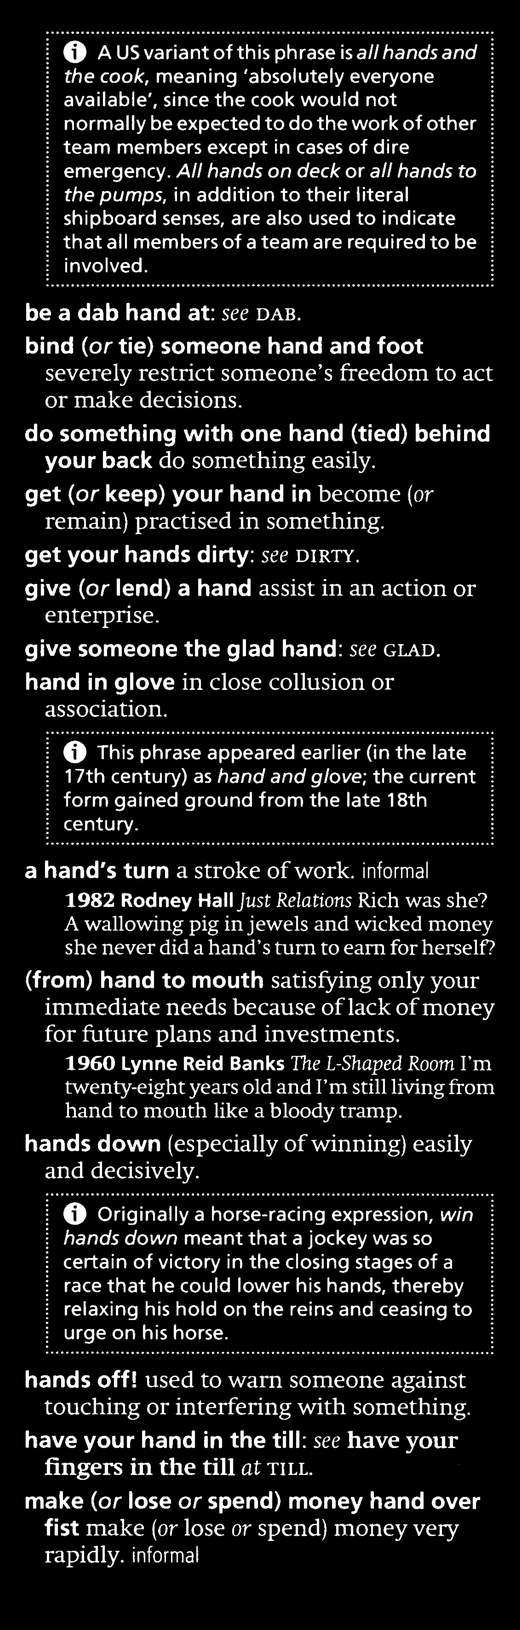 ⓘ A US variant of this phrase is all hands and
the cook, meaning ‘absolutely everyone
available’, since the cook would not
normally be expected to do the work of other
team members except in cases of dire
emergency. All hands on deck or all hands to
the pumps, in addition to their literal
shipboard senses, are also used to indicate
that all members of a team are required to be
involved.
be a dab hand at: see DAB.
bind (or tie) someone hand and foot
severely restrict someone’s freedom to act
or make decisions.
do something with one hand (tied) behind
your back do something easily.
get (or keep) your hand in become (or
remain) practised in something.
get your hands dirty: see DIRTY.
give (or lend) a hand assist in an action or
enterprise.
give someone the glad hand: see GLAD.
hand in glove in close collusion or
association.
ⓘ This phrase appeared earlier (in the late
17th century) as hand and glove; the current
form gained ground from the late 18th
century.
a hand’s turn a stroke of work. informal
1982 Rodney Hall Just Relations Rich was she?
A wallowing pig in jewels and wicked money
she never did a hand’s turn to earn for herself?
(from) hand to mouth satisfying only your
immediate needs because of lack of money
for future plans and investments.
1960 Lynne Reid Banks The L-Shaped Room I’m
twenty-eight years old and I’m still living from
hand to mouth like a bloody tramp.
hands down (especially of winning) easily
and decisively.
ⓘ Originally a horse-racing expression, win
hands down meant that a jockey was so
certain of victory in the closing stages of a
race that he could lower his hands, thereby
relaxing his hold on the reins and ceasing to
urge on his horse.
hands off! used to warn someone against
touching or interfering with something.
have your hand in the till: see have your
fingers in the till at TILL.
make (or lose or spend) money hand over
fist make (or lose or spend) money very
rapidly. informal